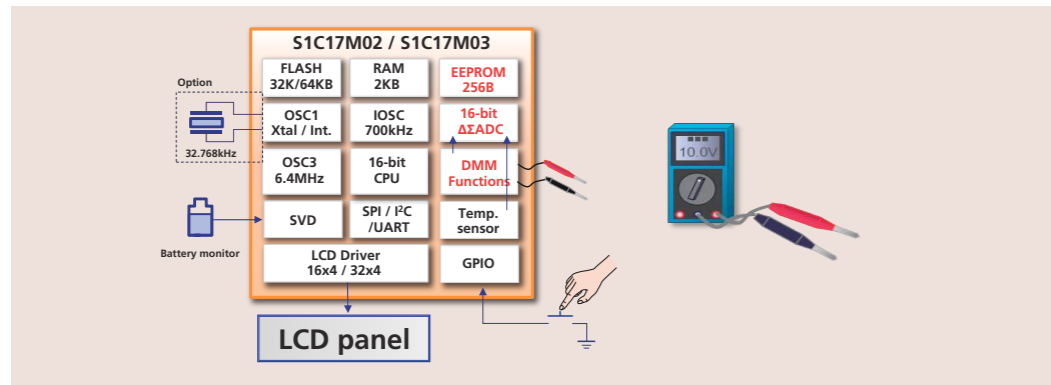 S1C17M02 / S1C17M03
FLASH
32K/64KB
RAM
2KB
EEPROM
256B
Option
32.768kHz
OSC1
Xtal / Int.
IOSC
700kHz
16-bit
ΔΣADC
OSC3
6.4MHz
16-bit
CPU
DMM
Functions
Battery monitor
SVD
SPI / I²C
/UART
Temp.
sensor
LCD Driver
16x4 / 32x4
GPIO
LCD panel
10.0V